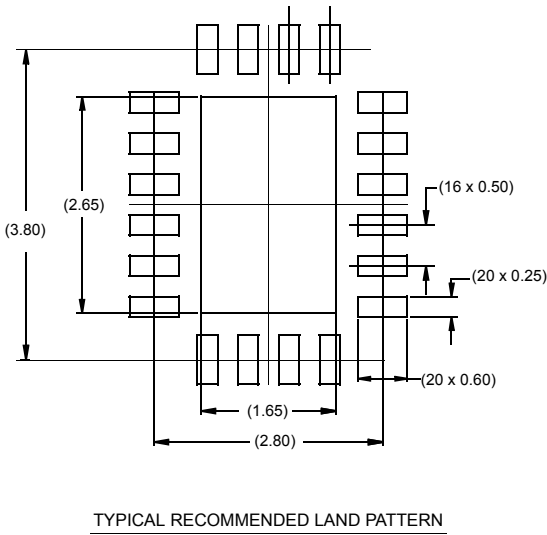 (16 x 0.50)
(2.65)
(3.80)
(20 x 0.25)
(20 x 0.60)
(1.65)
(2.80)
TYPICAL RECOMMENDED LAND PATTERN